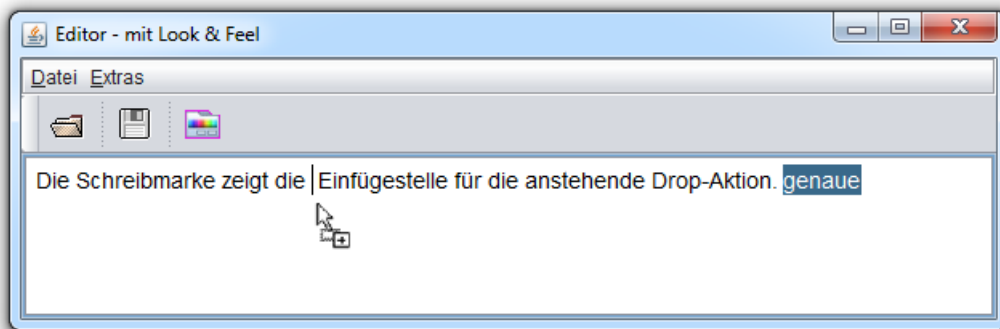 Editor - mit Look & Feel
Datei Extras
Die Schreibmarke zeigt die Einfügestelle für die anstehende Drop-Aktion. genaue